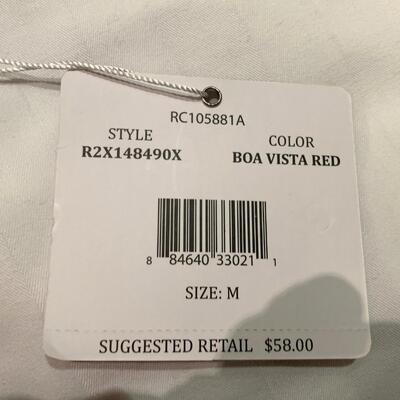 RC105881A
STYLE COLOR
R2X148490X BOA VISTA RED
8 84640 33021 1
SIZE: M
SUGGESTED RETAIL $58.00